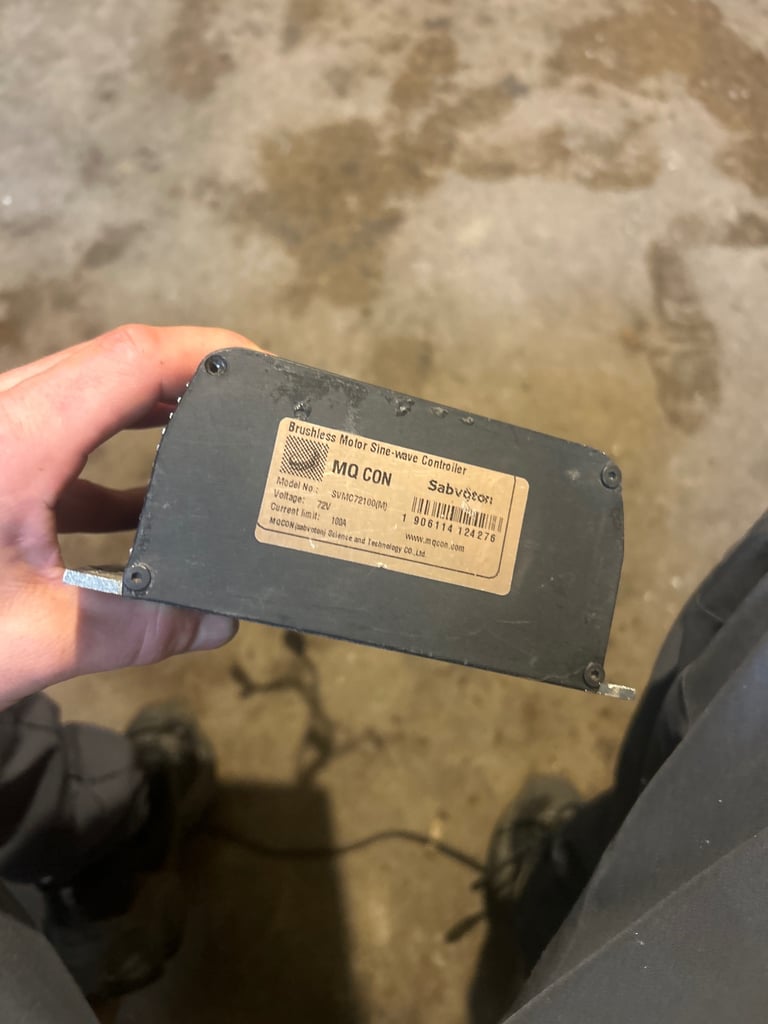 Brushless Motor Sine-wave Controller
MQ CON
Sabvoton
Model No.: SVMC72100(M)
Voltage: 72V
Current limit: 100A
1 906114 124276
www.mqcon.com
MQCON(sabvoton) Science and Technology CO.,Ltd.